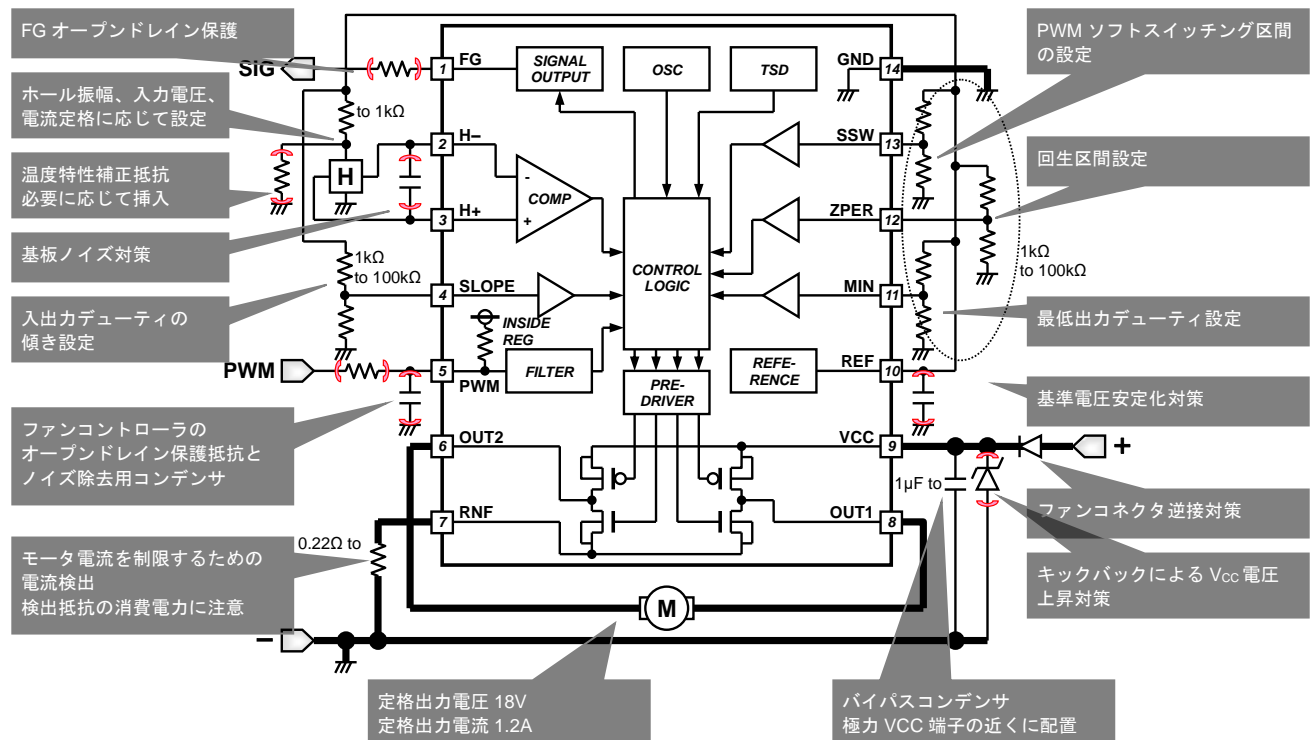 FG オープンドレイン保護
SIG
ホール振幅、入力電圧、
電流定格に応じて設定
to 1kΩ
温度特性補正抵抗
必要に応じて挿入
H
基板ノイズ対策
1kΩ
to 100kΩ
入出力デューティの
傾き設定
PWM
ファンコントローラの
オープンドレイン保護抵抗と
ノイズ除去用コンデンサ
モータ電流を制限するための
電流検出
検出抵抗の消費電力に注意
0.22Ω to
−
1
FG
2
H−
3
H+
4
SLOPE
5
PWM
6
OUT2
7
RNF
SIGNAL
OUTPUT
OSC
TSD
-
COMP
+
CONTROL
LOGIC
INSIDE
REG
FILTER
PRE-
DRIVER
REFE-
RENCE
GND
14
SSW
13
ZPER
12
MIN
11
REF
10
VCC
9
OUT1
8
M
1µF to
+
PWM ソフトスイッチング区間
の設定
回生区間設定
1kΩ
to 100kΩ
最低出力デューティ設定
基準電圧安定化対策
ファンコネクタ逆接対策
キックバックによる Vcc 電圧
上昇対策
定格出力電圧 18V
定格出力電流 1.2A
バイパスコンデンサ
極力 VCC 端子の近くに配置